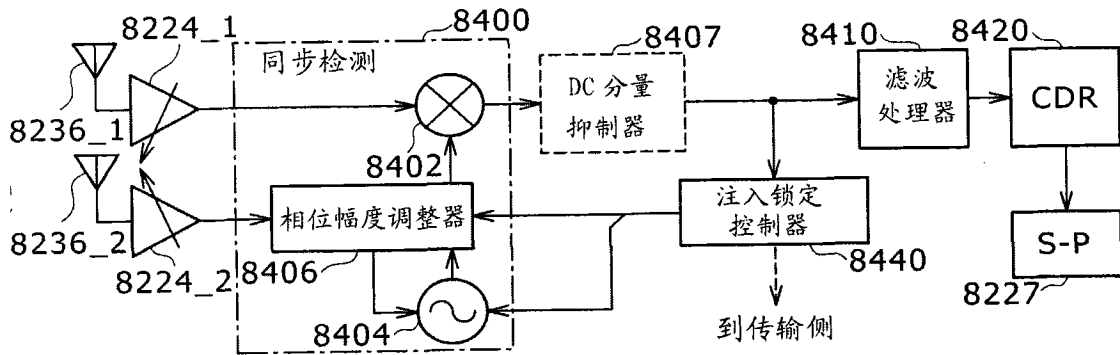 8224_1
8400
8407
8410
8420
同步检测
DC 分量
抑制器
滤波
处理器
CDR
8236_1
8402
相位幅度调整器
注入锁定
控制器
S-P
8236_2
8224_2
8406
8440
8227
8404
到传输侧